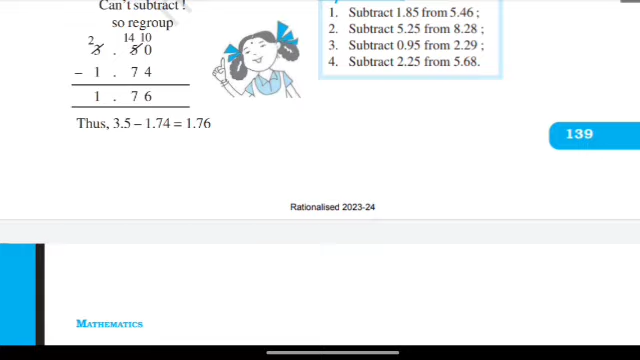 Can't subtract !
so regroup
2 14 10
3 . 5 0
− 1 . 7 4
1 . 7 6
Thus, 3.5 – 1.74 = 1.76
1. Subtract 1.85 from 5.46 ;
2. Subtract 5.25 from 8.28 ;
3. Subtract 0.95 from 2.29 ;
4. Subtract 2.25 from 5.68.
139
Rationalised 2023-24
MATHEMATICS